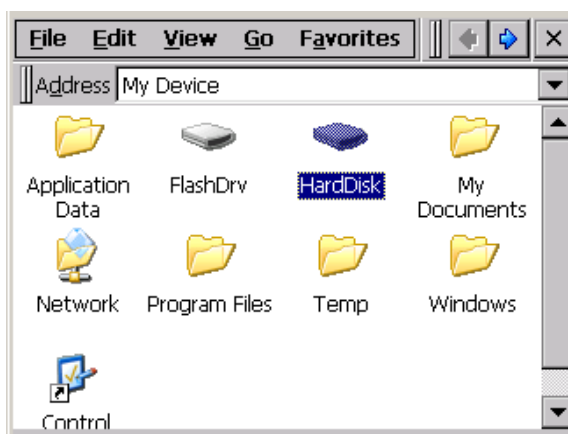 File Edit View Go Favorites
Address My Device
Application Data
FlashDrv
HardDisk
My Documents
Network
Program Files
Temp
Windows
Control